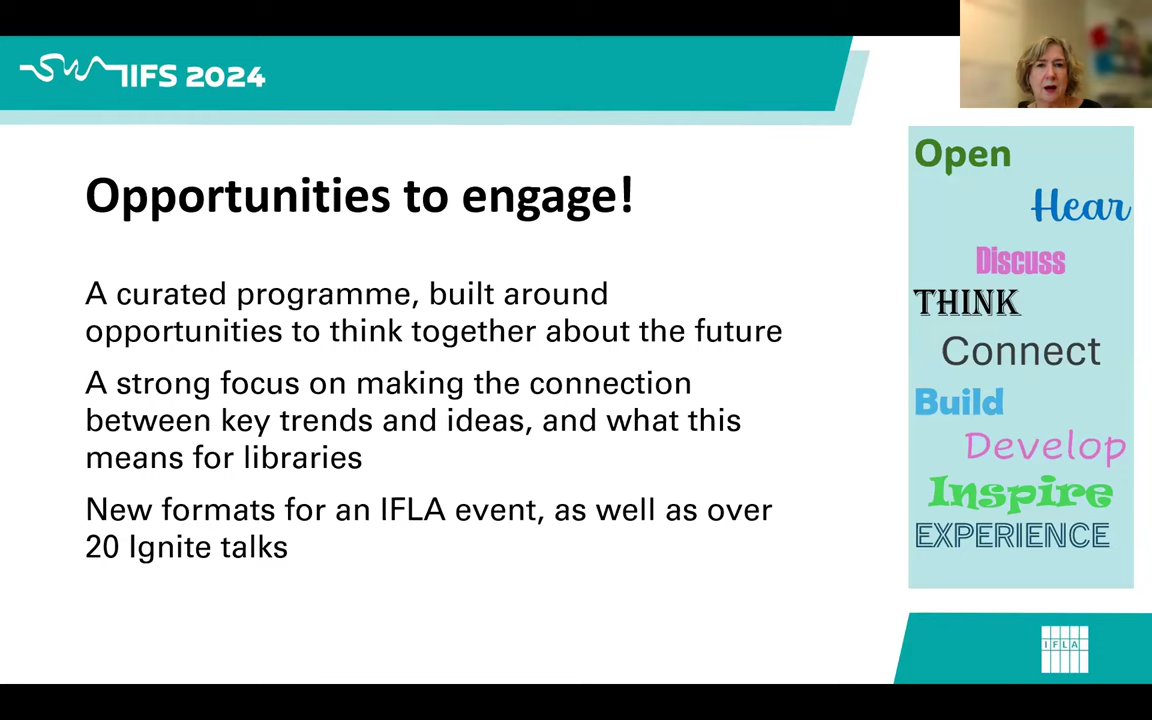 IIFS 2024
Opportunities to engage!
A curated programme, built around
opportunities to think together about the future
A strong focus on making the connection
between key trends and ideas, and what this
means for libraries
New formats for an IFLA event, as well as over
20 Ignite talks
Open
Hear
Discuss
THINK
Connect
Build
Develop
Inspire
EXPERIENCE
IFLA